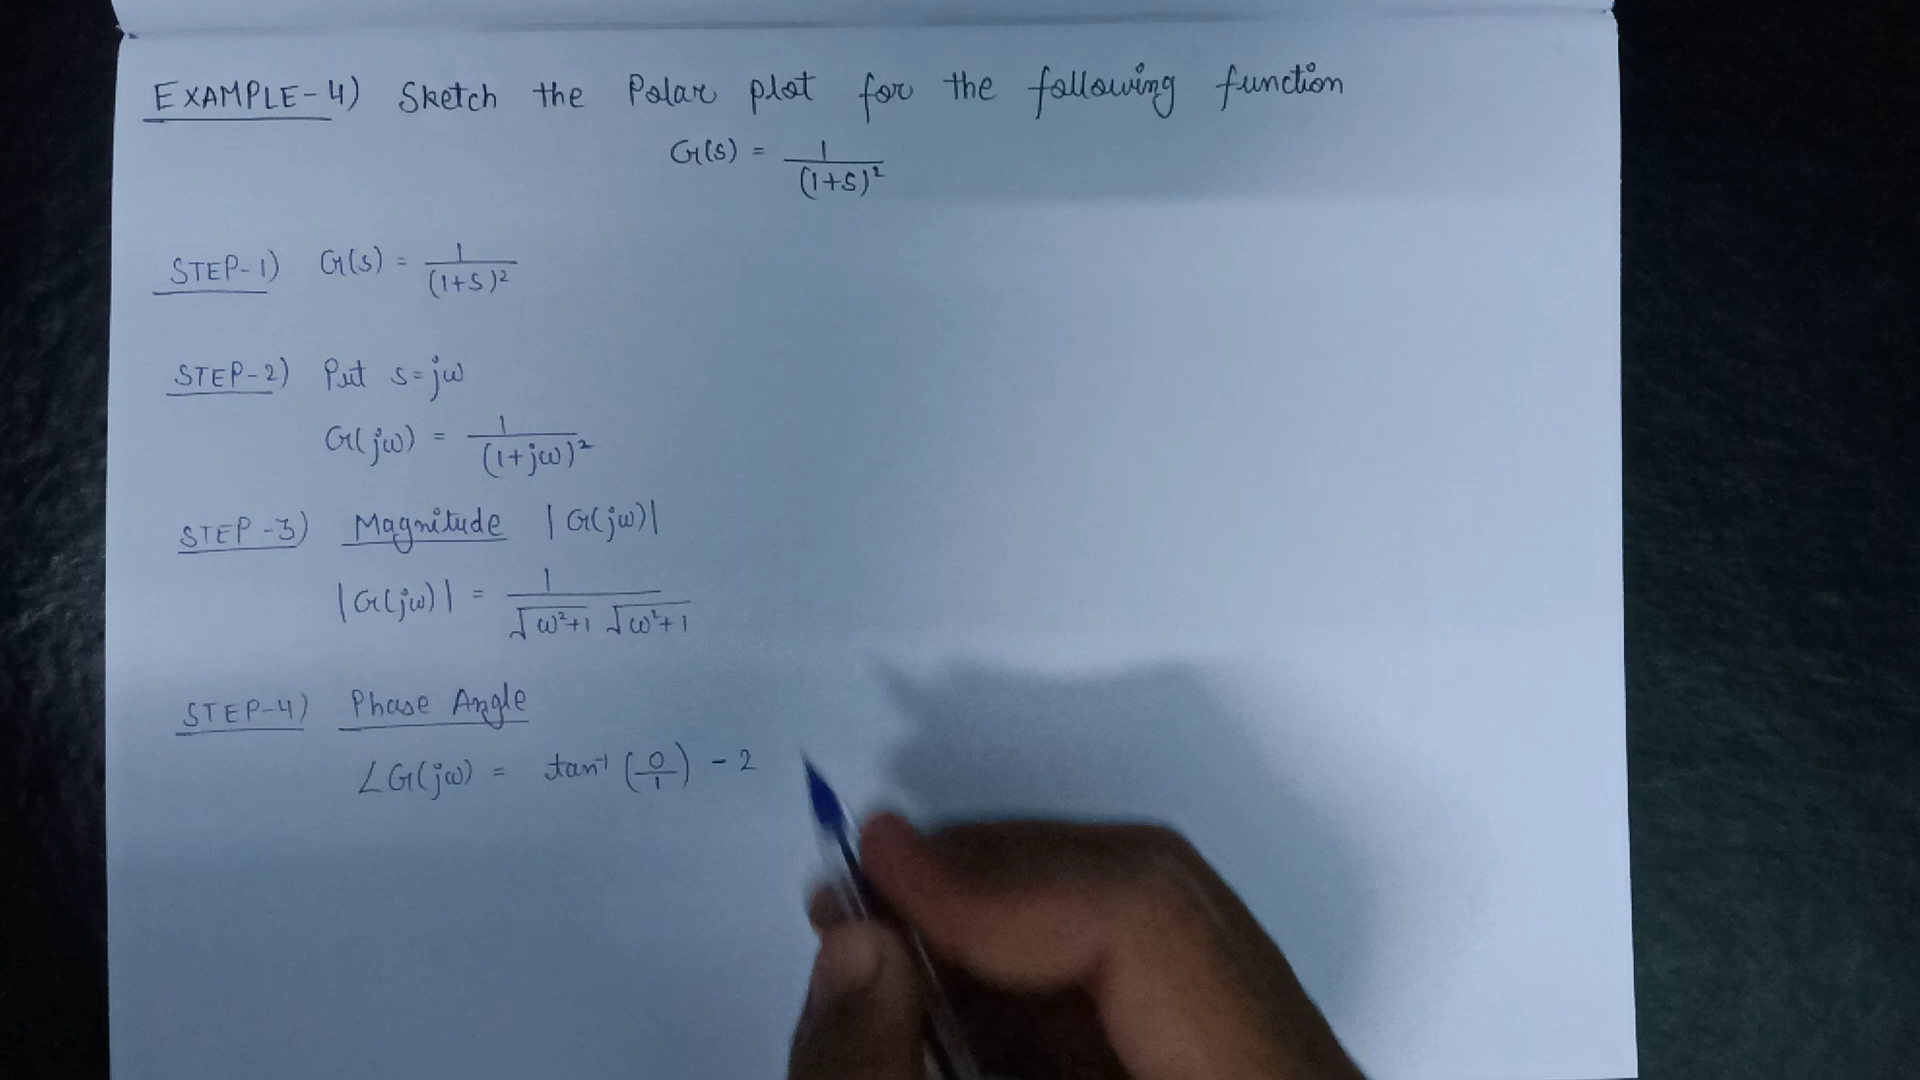 EXAMPLE-4) Sketch the Polar plot for the following function
G(s) = 1/(1+S)²
STEP-1) G(s) = 1/(1+S)²
STEP-2) Put s=jω
G(jω) = 1/(1+jω)²
STEP-3) Magnitude |G(jω)|
|G(jω)| = 1/√ω²+1 √ω²+1
STEP-4) Phase Angle
∠G(jω) = tan⁻¹(0/1) - 2